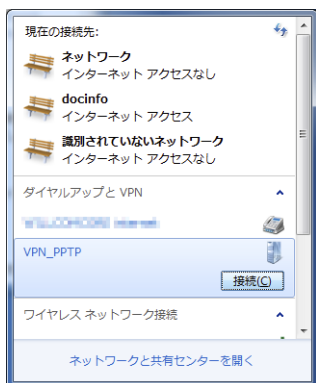 現在の接続先:
ネットワーク
インターネット アクセスなし
docinfo
インターネット アクセス
識別されていないネットワーク
インターネット アクセスなし
ダイヤルアップと VPN
VPN_PPTP
接続(C)
ワイヤレス ネットワーク接続
ネットワークと共有センターを開く